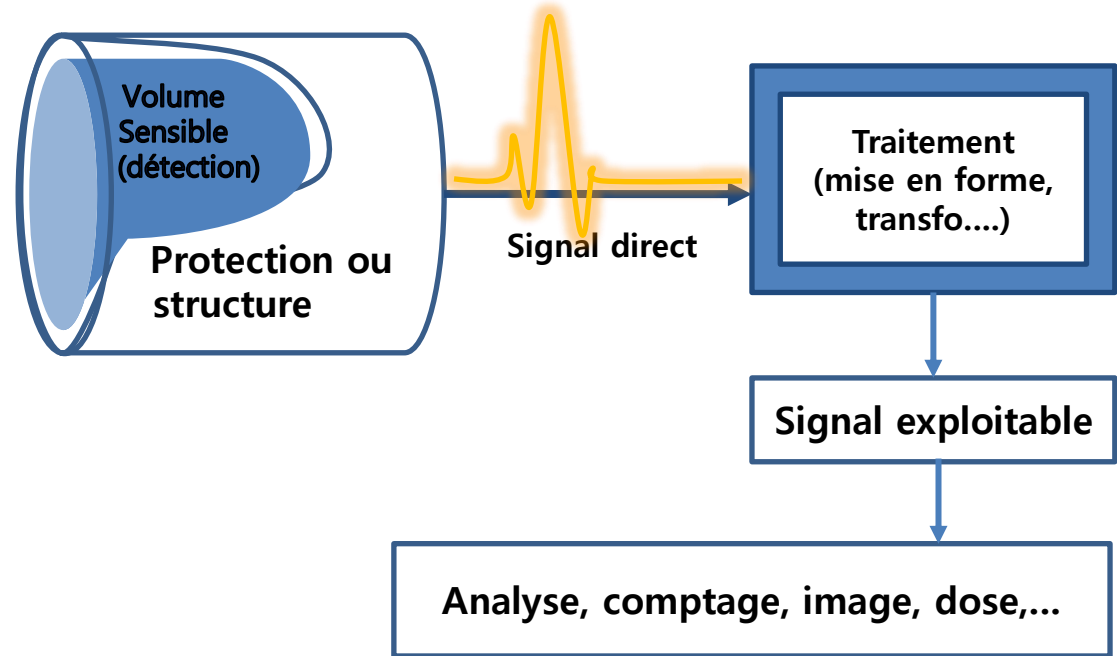 Volume
Sensible
(détection)
Protection ou
structure
Signal direct
Traitement
(mise en forme,
transfo....)
Signal exploitable
Analyse, comptage, image, dose,...